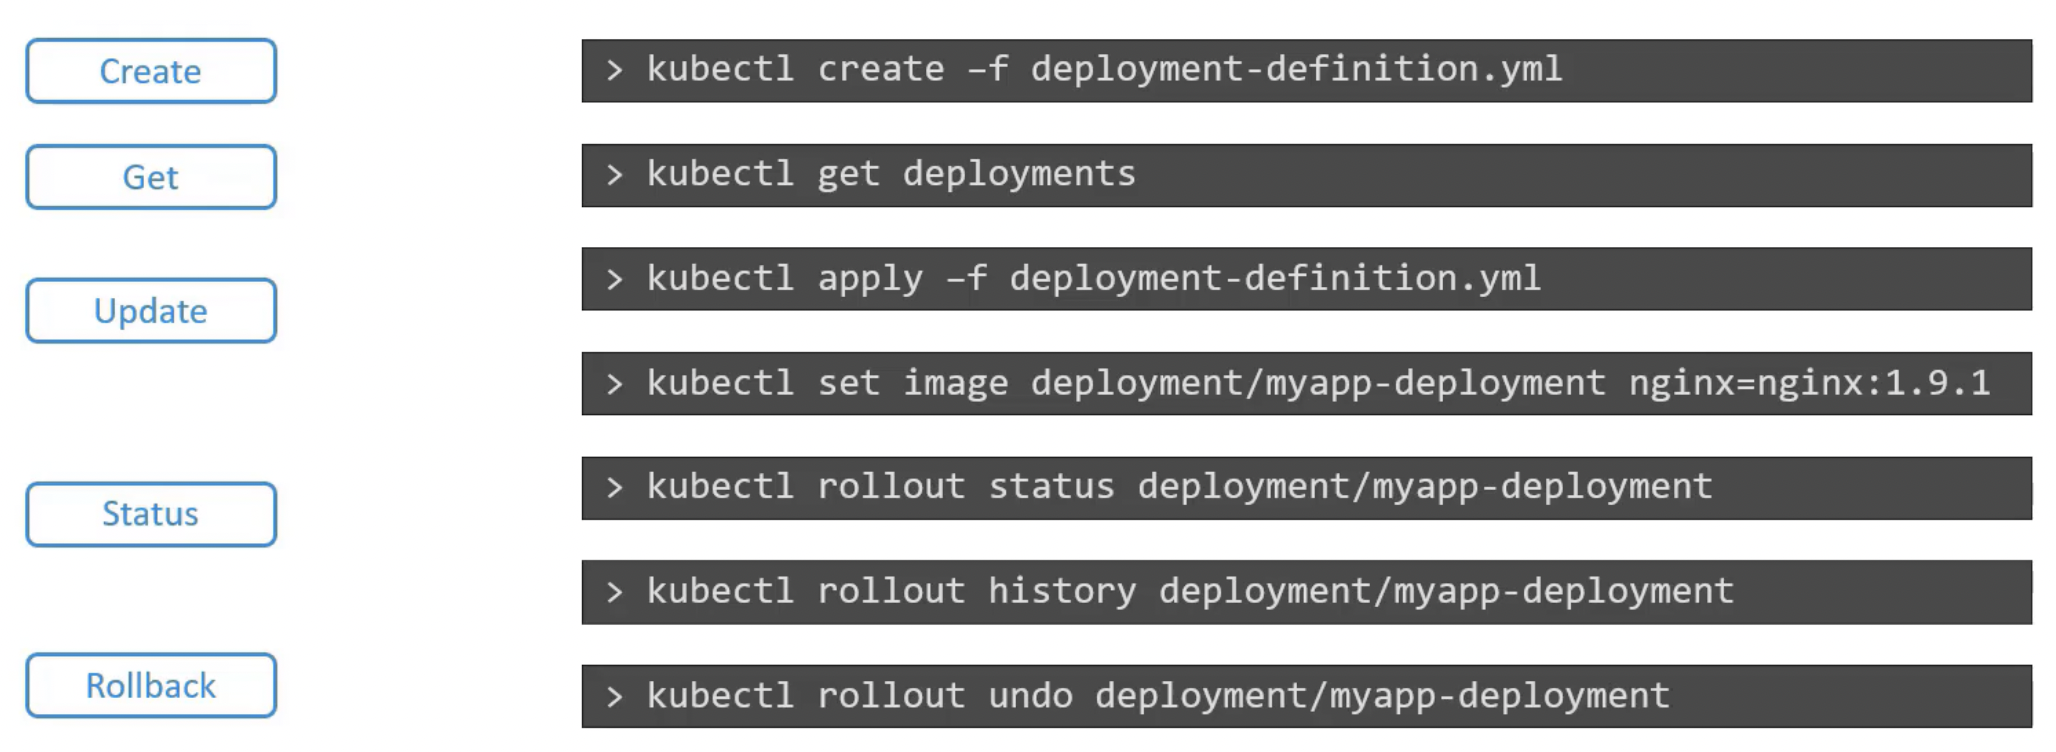 Create
> kubectl create –f deployment-definition.yml
Get
> kubectl get deployments
Update
> kubectl apply –f deployment-definition.yml
> kubectl set image deployment/myapp-deployment nginx=nginx:1.9.1
Status
> kubectl rollout status deployment/myapp-deployment
> kubectl rollout history deployment/myapp-deployment
Rollback
> kubectl rollout undo deployment/myapp-deployment